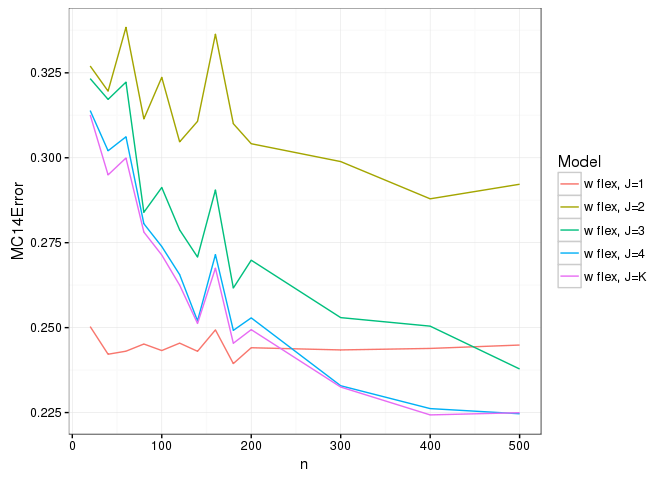 MC14Error
0.325
0.300
0.275
0.250
0.225
0
100
200
300
400
500
n
Model
w flex, J=1
w flex, J=2
w flex, J=3
w flex, J=4
w flex, J=K